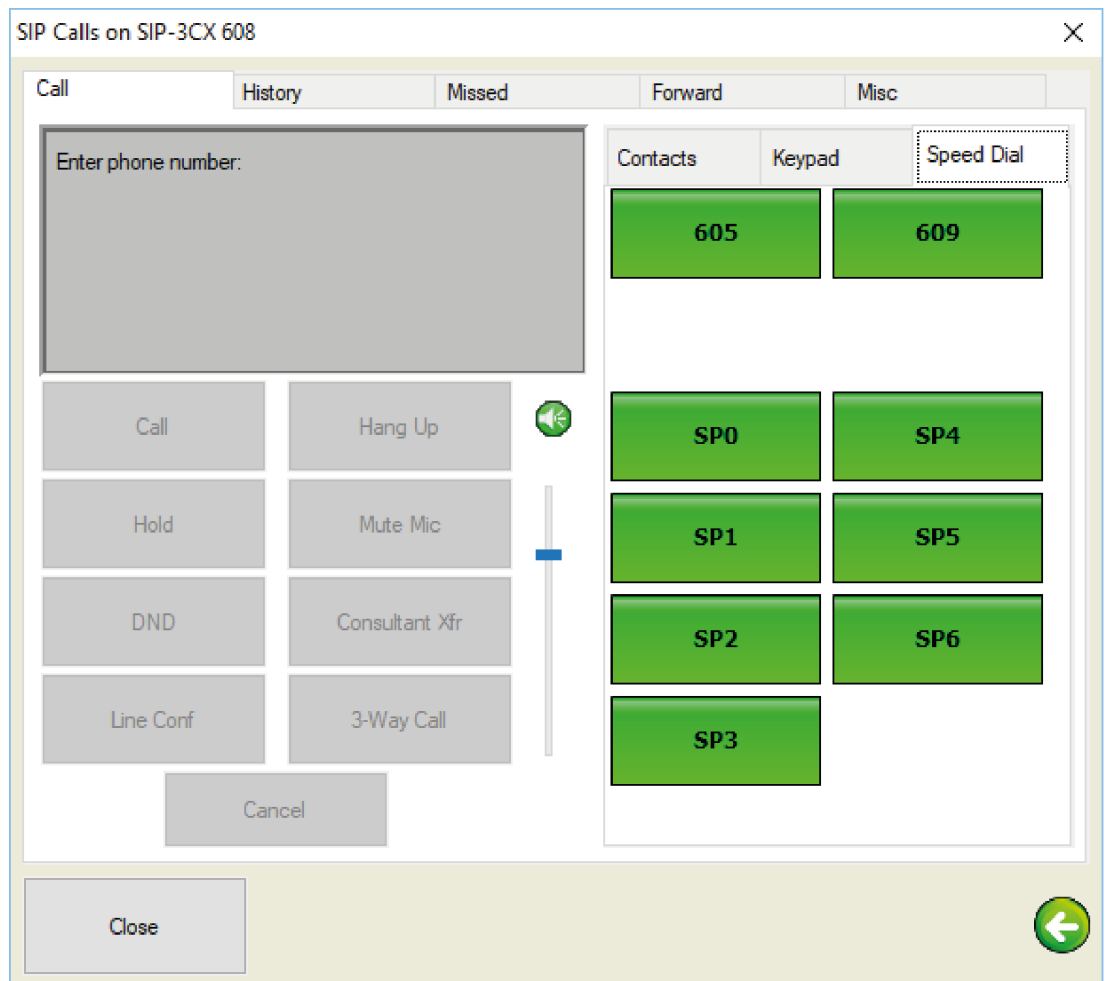 SIP Calls on SIP-3CX 608
Call History Missed Forward Misc
Enter phone number:
Contacts Keypad Speed Dial
605 609
Call Hang Up
SP0 SP4
Hold Mute Mic
SP1 SP5
DND Consultant Xfr
SP2 SP6
Line Conf 3-Way Call
SP3
Cancel
Close